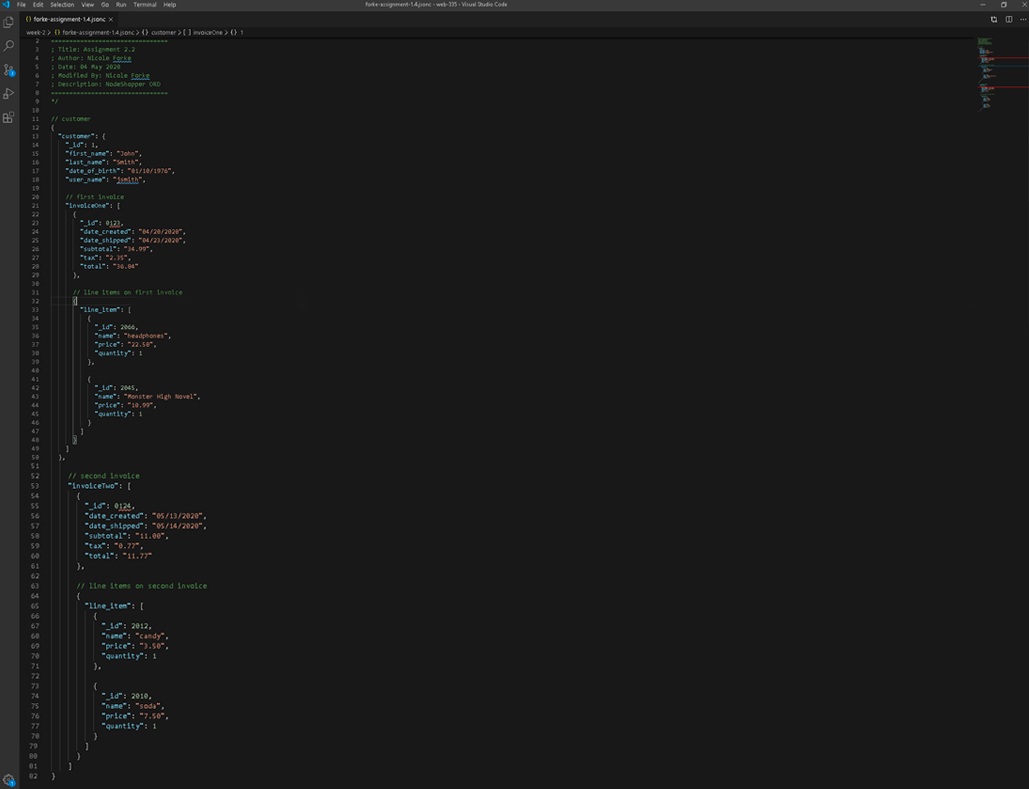 File Edit Selection View Go Run Terminal Help
forke-assignment-1.4.jsonc - web-335 - Visual Studio Code
{} forke-assignment-1.4.jsonc ×
week-2 > {} forke-assignment-1.4.jsonc > {} customer > [ ] invoiceOne > {} 1
2 ================================
3 ; Title: Assignment 2.2
4 ; Author: Nicole Forke
5 ; Date: 04 May 2020
6 ; Modified By: Nicole Forke
7 ; Description: NodeShopper ORD
8 ================================
9 */
10
11 // customer
12 {
13 "customer": {
14 "_id": 1,
15 "first_name": "John",
16 "last_name": "Smith",
17 "date_of_birth": "01/10/1976",
18 "user_name": "jsmith",
19
20 // first invoice
21 "invoiceOne": [
22 {
23 "_id": 0123,
24 "date_created": "04/20/2020",
25 "date_shipped": "04/23/2020",
26 "subtotal": "34.99",
27 "tax": "2.35",
28 "total": "36.84"
29 },
30
31 // line items on first invoice
32 {
33 "line_item": [
34 {
35 "_id": 2066,
36 "name": "headphones",
37 "price": "22.50",
38 "quantity": 1
39 },
40
41 {
42 "_id": 2045,
43 "name": "Monster High Novel",
44 "price": "10.99",
45 "quantity": 1
46 }
47 ]
48 }
49 ]
50 },
51
52 // second invoice
53 "invoiceTwo": [
54 {
55 "_id": 0124,
56 "date_created": "05/13/2020",
57 "date_shipped": "05/14/2020",
58 "subtotal": "11.00",
59 "tax": "0.77",
60 "total": "11.77"
61 },
62
63 // line items on second invoice
64 {
65 "line_item": [
66 {
67 "_id": 2012,
68 "name": "candy",
69 "price": "3.50",
70 "quantity": 1
71 },
72
73 {
74 "_id": 2010,
75 "name": "soda",
76 "price": "7.50",
77 "quantity": 1
78 }
79 ]
80 }
81 ]
82 }